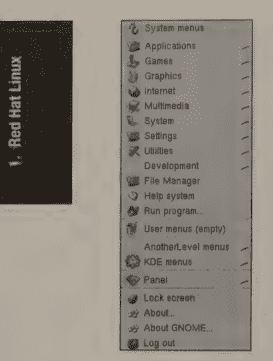 1. Red Hat Linux
System menus
Applications
Games
Graphics
Internet
Multimedia
System
Settings
Utilities
Development
File Manager
Help system
Run program...
User menus (empty)
AnotherLevel menus
KDE menus
Panel
Lock screen
About...
About GNOME...
Log out